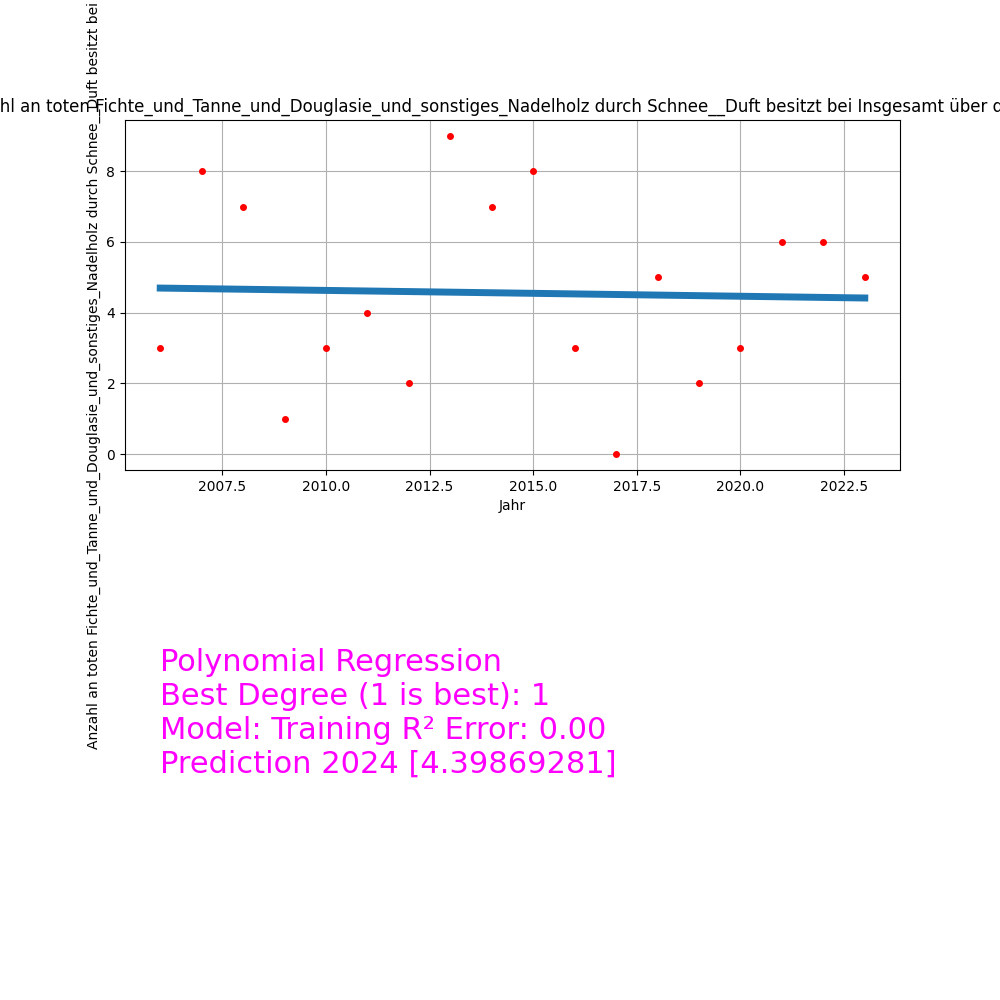 hl an toten Fichte_und_Tanne_und_Douglasie_und_sonstiges_Nadelholz durch Schnee__Duft besitzt bei Insgesamt über d
Anzahl an toten Fichte_und_Tanne_und_Douglasie_und_sonstiges_Nadelholz durch Schnee__Duft besitzt bei
8
6
4
2
0
2007.5 2010.0 2012.5 2015.0 2017.5 2020.0 2022.5
Jahr
Polynomial Regression
Best Degree (1 is best): 1
Model: Training R² Error: 0.00
Prediction 2024 [4.39869281]